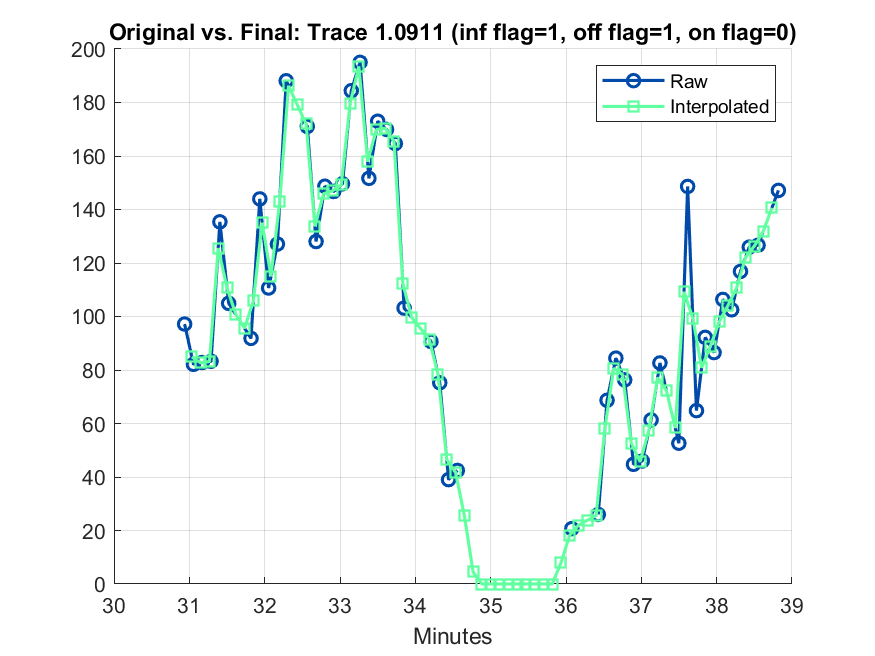 Original vs. Final: Trace 1.0911 (inf flag=1, off flag=1, on flag=0)
200
180
160
140
120
100
80
60
40
20
0
Raw
Interpolated
30 31 32 33 34 35 36 37 38 39
Minutes